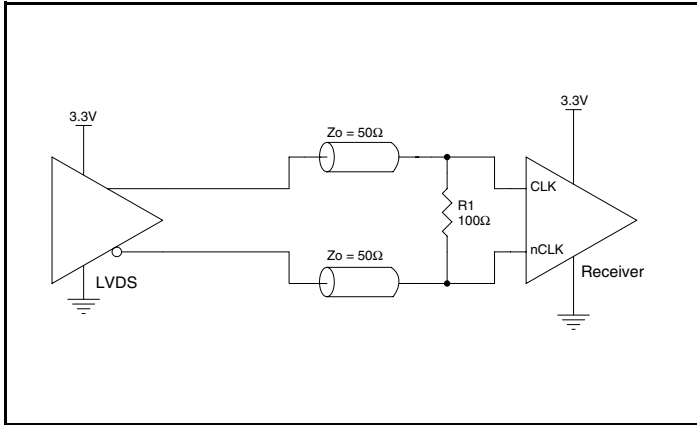 3.3V
3.3V
Zo = 50Ω
CLK
R1
100Ω
nCLK
Zo = 50Ω
Receiver
LVDS